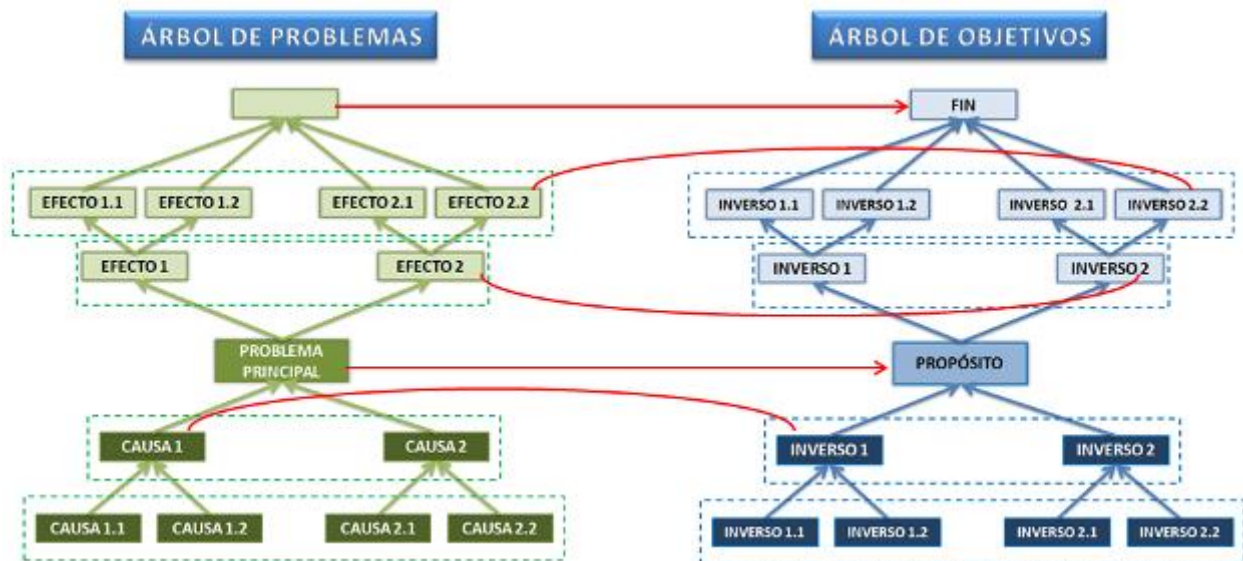 ÁRBOL DE PROBLEMAS
ÁRBOL DE OBJETIVOS
FIN
EFECTO 1.1
EFECTO 1.2
EFECTO 2.1
EFECTO 2.2
INVERSO 1.1
INVERSO 1.2
INVERSO 2.1
INVERSO 2.2
EFECTO 1
EFECTO 2
INVERSO 1
INVERSO 2
PROBLEMA
PRINCIPAL
PROPÓSITO
CAUSA 1
CAUSA 2
INVERSO 1
INVERSO 2
CAUSA 1.1
CAUSA 1.2
CAUSA 2.1
CAUSA 2.2
INVERSO 1.1
INVERSO 1.2
INVERSO 2.1
INVERSO 2.2